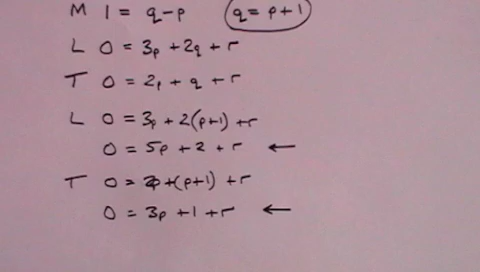 M 1 = q-p q = p+1
L 0 = 3p + 2q + r
T 0 = 2p + q + r
L 0 = 3p + 2(p+1) + r
0 = 5p + 2 + r ←
T 0 = 2p + (p+1) + r
0 = 3p + 1 + r ←